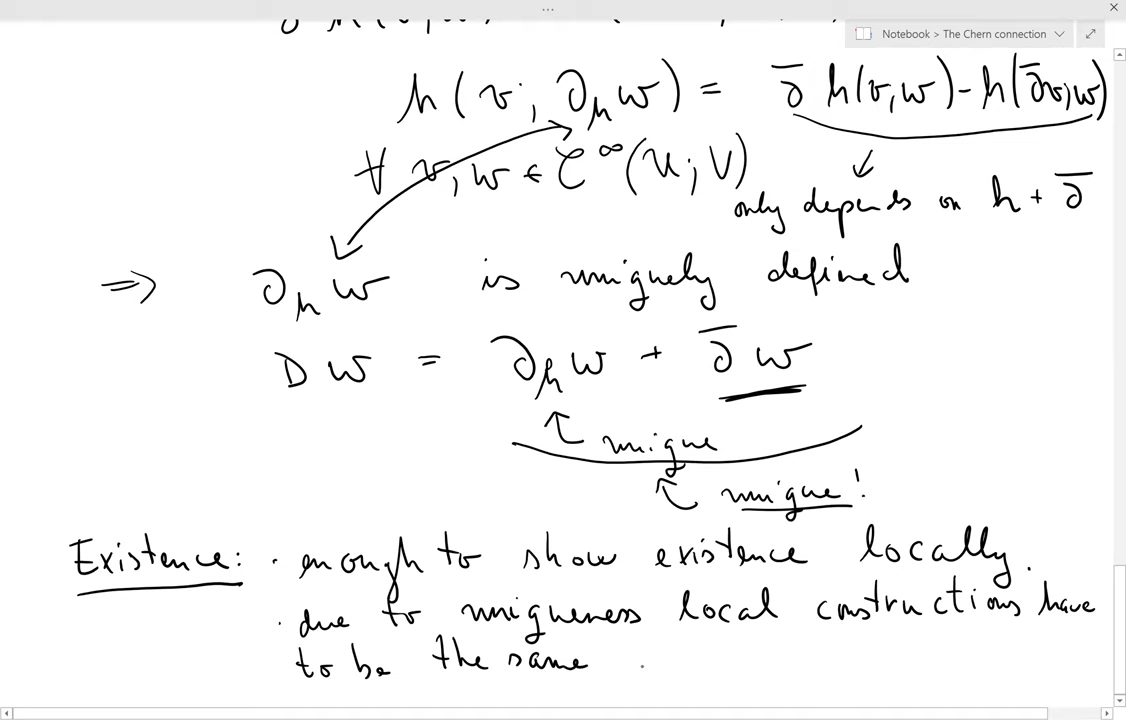 Notebook > The Chern connection
h(v; ∂_h w) = ∂̄ h(v,w) - h(∂̄v, w)
∀ v, w ∈ C^∞(U; V)
only depends on h + ∂̄
⇒ ∂_h w is uniquely defined
D w = ∂_h w + ∂̄ w
unique
unique!
Existence: · enough to show existence locally.
· due to uniqueness local constructions have
to be the same